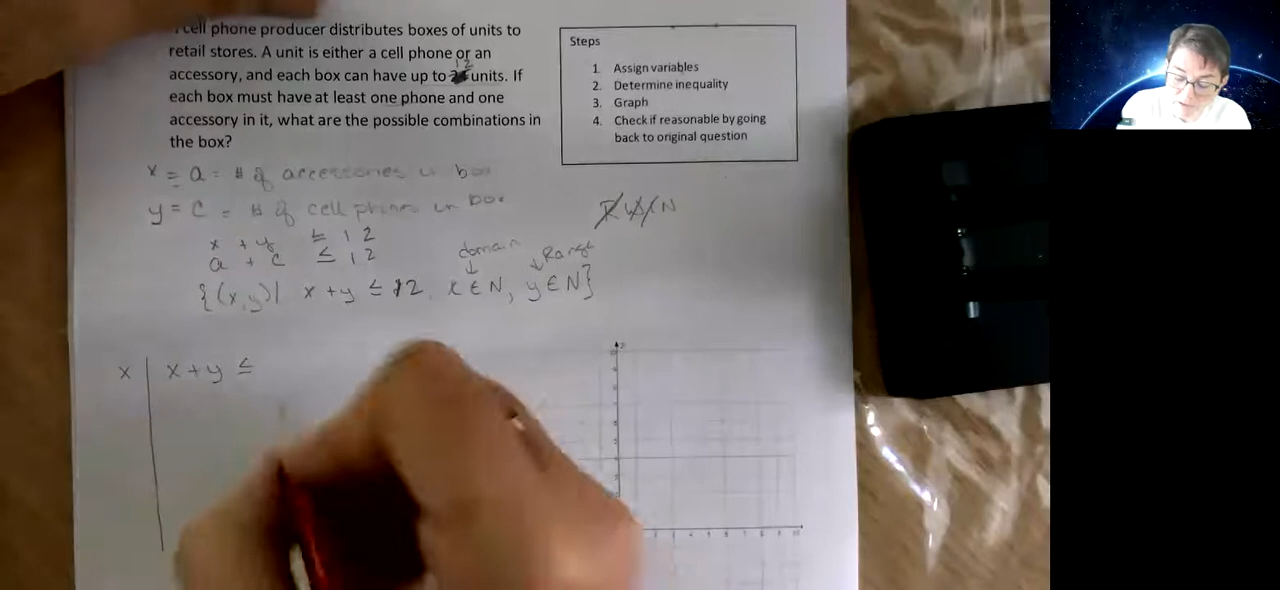 cell phone producer distributes boxes of units to
retail stores. A unit is either a cell phone or an
12
accessory, and each box can have up to units. If
each box must have at least one phone and one
accessory in it, what are the possible combinations in
the box?
Steps
1. Assign variables
2. Determine inequality
3. Graph
4. Check if reasonable by going
back to original question
x = a = # of accessories in box
y = c = # of cell phones in box
R W N
x + y ≤ 12
a + c ≤ 12
domain Range
{(x,y)| x + y ≤ 12, x ∈ N, y ∈ N}
x | x + y ≤